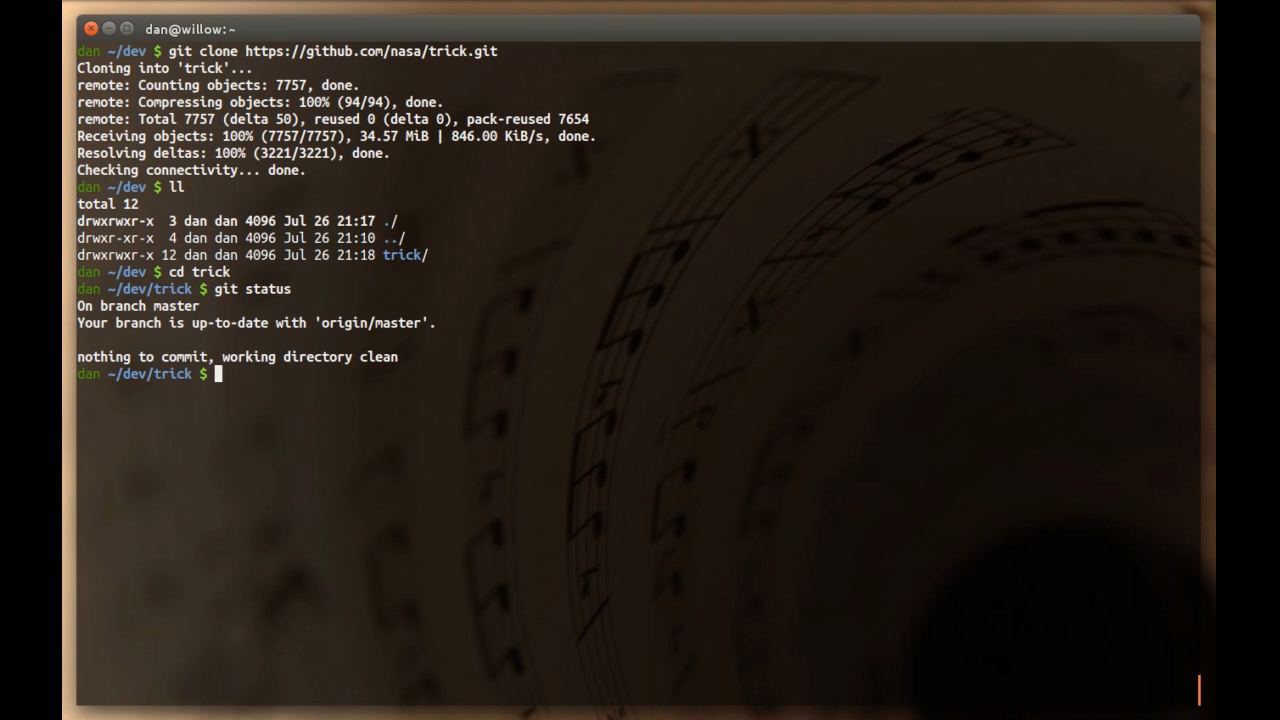 dan@willow: ~
dan ~/dev $ git clone https://github.com/nasa/trick.git
Cloning into 'trick'...
remote: Counting objects: 7757, done.
remote: Compressing objects: 100% (94/94), done.
remote: Total 7757 (delta 50), reused 0 (delta 0), pack-reused 7654
Receiving objects: 100% (7757/7757), 34.57 MiB | 846.00 KiB/s, done.
Resolving deltas: 100% (3221/3221), done.
Checking connectivity... done.
dan ~/dev $ ll
total 12
drwxrwxr-x  3 dan dan 4096 Jul 26 21:17 ./
drwxr-xr-x  4 dan dan 4096 Jul 26 21:10 ../
drwxrwxr-x 12 dan dan 4096 Jul 26 21:18 trick/
dan ~/dev $ cd trick
dan ~/dev/trick $ git status
On branch master
Your branch is up-to-date with 'origin/master'.
nothing to commit, working directory clean
dan ~/dev/trick $